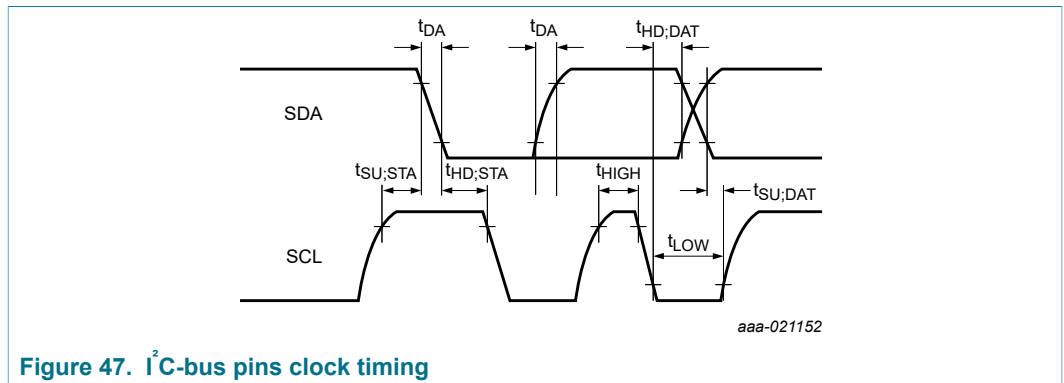 tDA tDA tHD;DAT
SDA
tSU;STA tHD;STA tHIGH tSU;DAT
SCL
tLOW
aaa-021152
Figure 47. I²C-bus pins clock timing